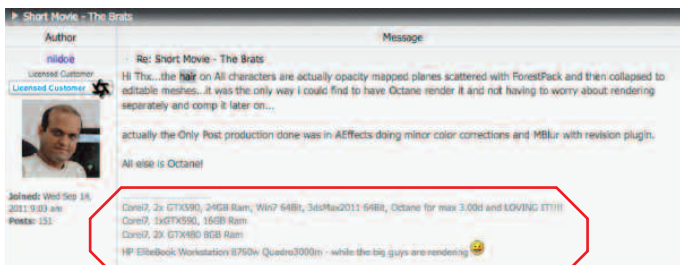 Short Movie - The Brats
Author
Message
nildoe
Re: Short Movie - The Brats
Licensed Customer
Licensed Customer
Hi Thx...the hair on All characters are actually opacity mapped planes scattered with ForestPack and then collapsed to
editable meshes...it was the only way i could find to have Octane render it and not having to worry about rendering
seperately and comp it later on...
actually the Only Post production done was in AEffects doing minor color corrections and MBlur with revision plugin.
All else is Octane!
Joined: Wed Sep 14,
2011 9:03 am
Posts: 151
Corei7, 2x GTX590, 24GB Ram, Win7 64Bit, 3dsMax2011 64Bit, Octane for max 3.00d and LOVING IT!!!!
Corei7, 1xGTX590, 16GB Ram
Corei7, 2X GTX480 8GB Ram
HP EliteBook Workstation 8750w Quadro3000m - while the big guys are rendering